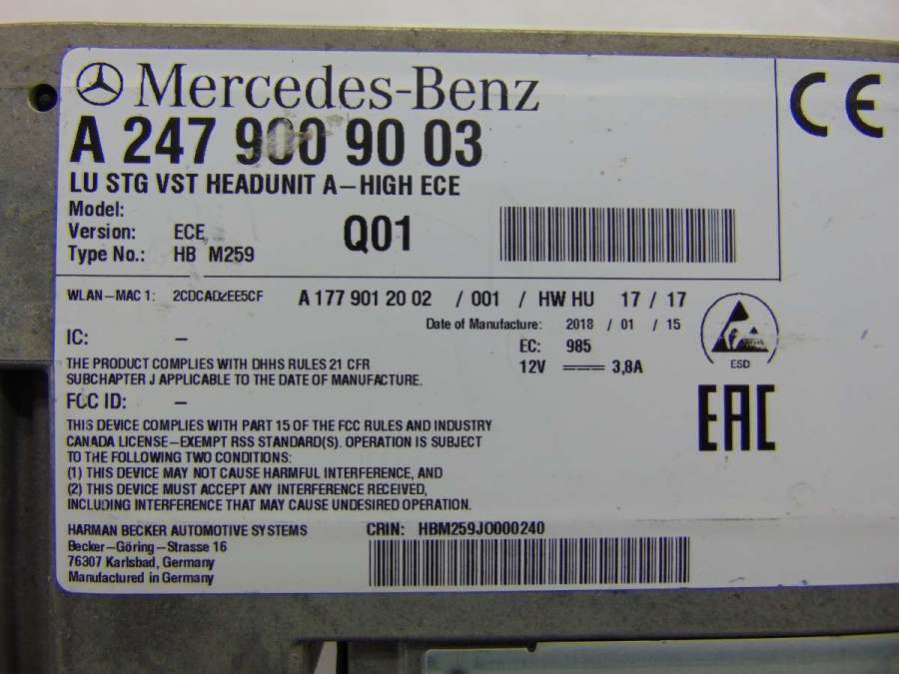 Mercedes-Benz
A 247 900 90 03
LU STG VST HEADUNIT A-HIGH ECE
Model:
Version: ECE
Type No.: HB M259
Q01
CE
WLAN-MAC 1: 2CDCAD2EE5CF
A 177 901 20 02 / 001 / HW HU 17 / 17
Date of Manufacture: 2018 / 01 / 15
EC: 985
12V 3,8A
ESD
EAC
IC: –
THE PRODUCT COMPLIES WITH DHHS RULES 21 CFR
SUBCHAPTER J APPLICABLE TO THE DATE OF MANUFACTURE.
FCC ID: –
THIS DEVICE COMPLIES WITH PART 15 OF THE FCC RULES AND INDUSTRY
CANADA LICENSE-EXEMPT RSS STANDARD(S). OPERATION IS SUBJECT
TO THE FOLLOWING TWO CONDITIONS:
(1) THIS DEVICE MAY NOT CAUSE HARMFUL INTERFERENCE, AND
(2) THIS DEVICE MUST ACCEPT ANY INTERFERENCE RECEIVED,
INCLUDING INTERFERENCE THAT MAY CAUSE UNDESIRED OPERATION.
HARMAN BECKER AUTOMOTIVE SYSTEMS
Becker-Göring-Strasse 16
76307 Karlsbad, Germany
Manufactured in Germany
CRIN: HBM259J0000240